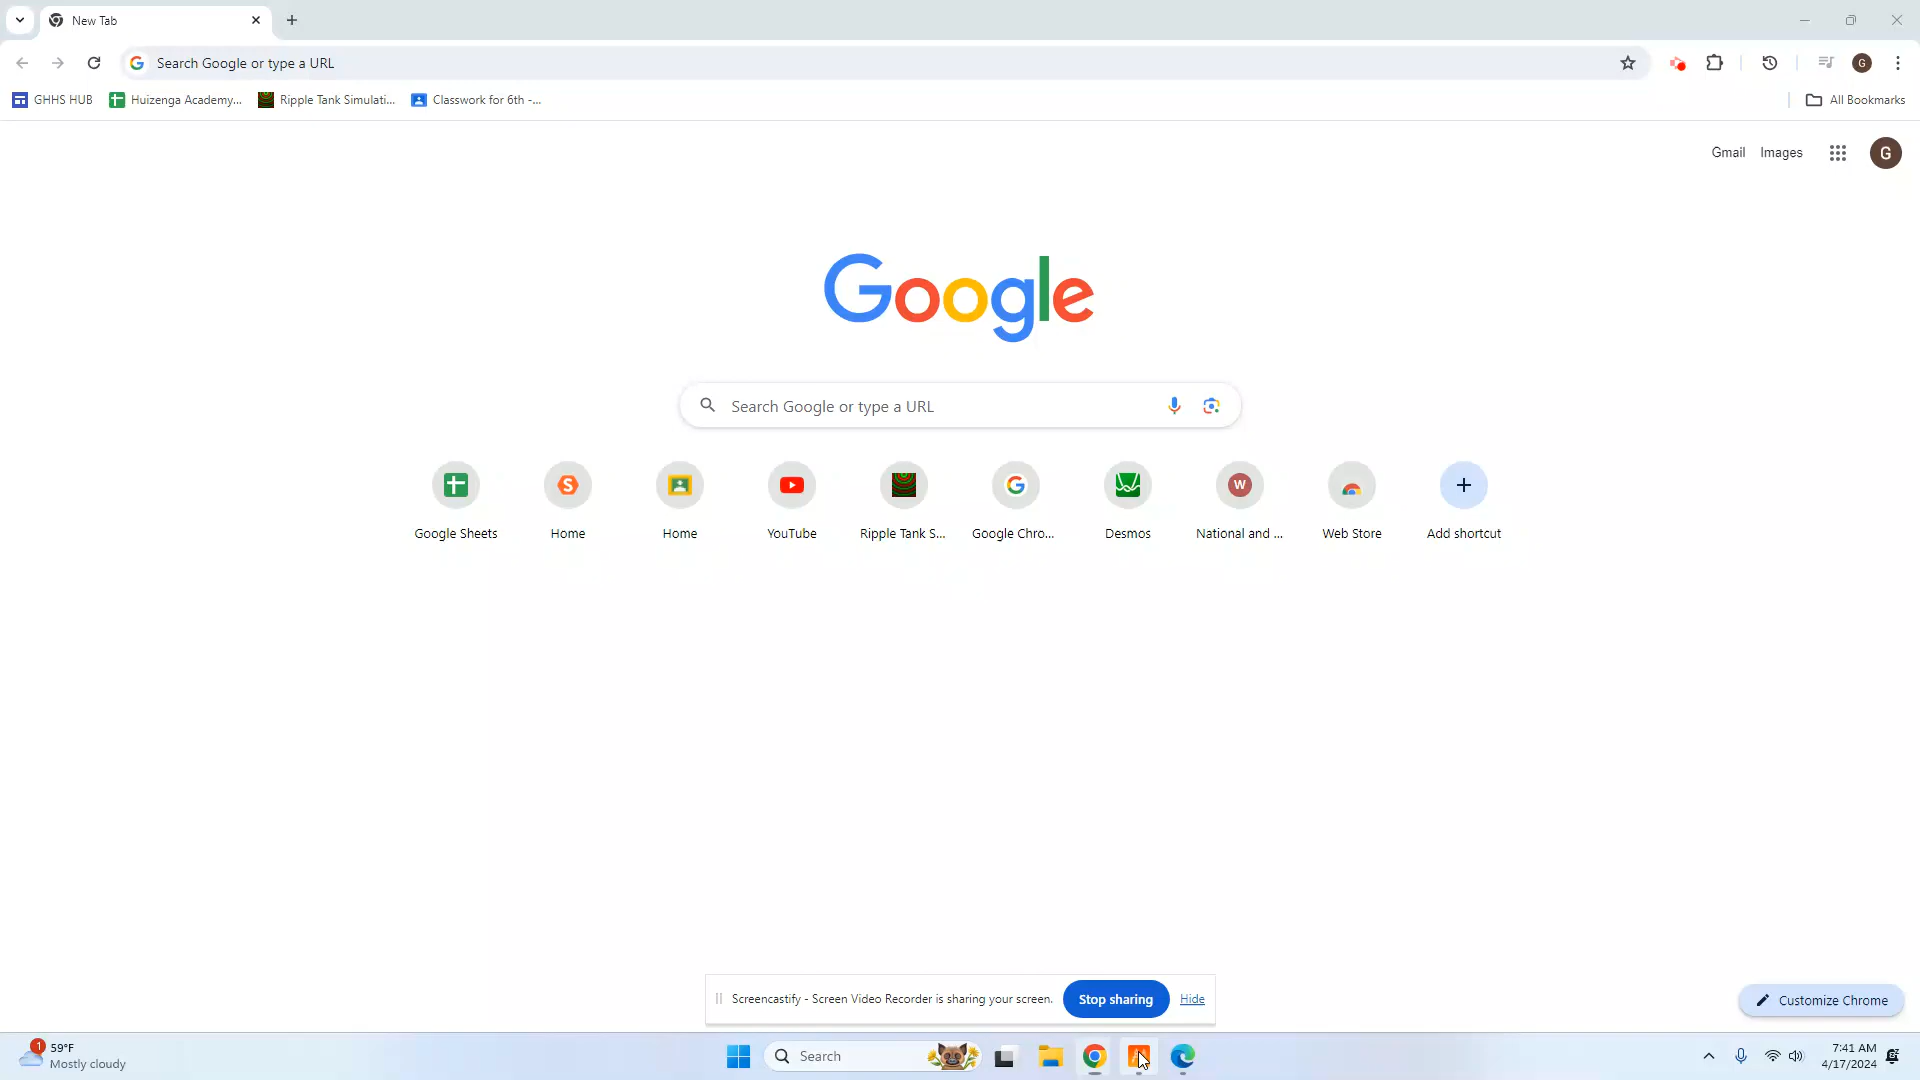 New Tab
Search Google or type a URL
GHHS HUB
Huizenga Academy...
Ripple Tank Simulati...
Classwork for 6th -...
All Bookmarks
G
Gmail
Images
G
Google
Search Google or type a URL
S
G
W
Google Sheets
Home
Home
YouTube
Ripple Tank S...
Google Chro...
Desmos
National and ...
Web Store
Add shortcut
Screencastify - Screen Video Recorder is sharing your screen.
Stop sharing
Hide
Customize Chrome
1
59°F
Mostly cloudy
Search
7:41 AM
4/17/2024